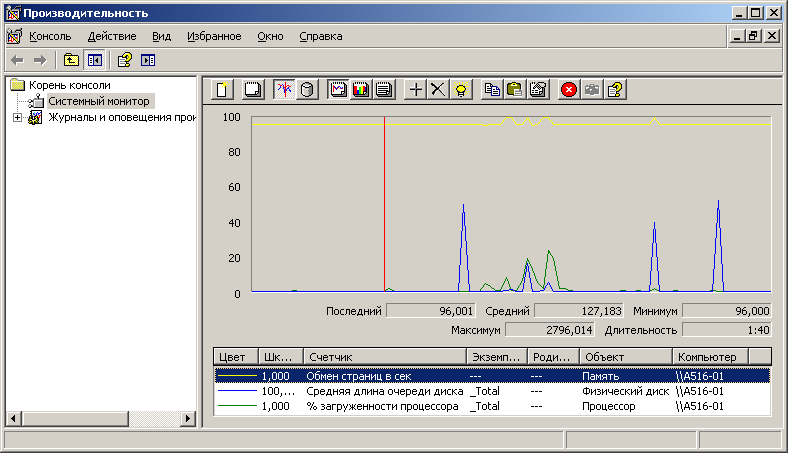 Производительность
Консоль Действие Вид Избранное Окно Справка
Корень консоли
Системный монитор
Журналы и оповещения прои
100
80
60
40
20
0
Последний 96,001 Средний 127,183 Минимум 96,000
Максимум 2796,014 Длительность 1:40
Цвет Шк... Счетчик Экземп... Роди... Объект Компьютер
1,000 Обмен страниц в сек --- --- Память \\A516-01
100,... Средняя длина очереди диска _Total --- Физический диск \\A516-01
1,000 % загруженности процессора _Total --- Процессор \\A516-01